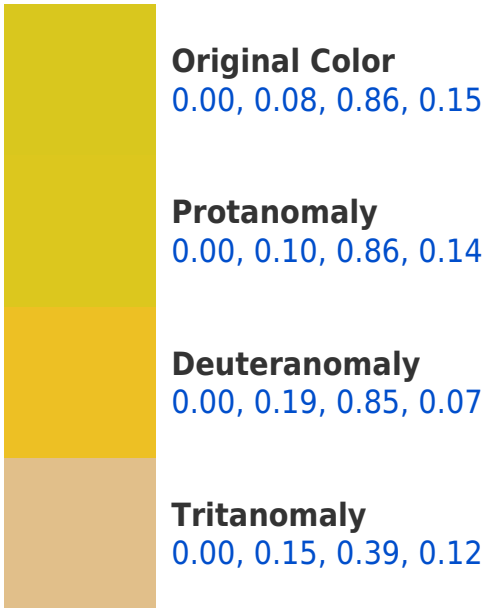 Original Color
0.00, 0.08, 0.86, 0.15
Protanomaly
0.00, 0.10, 0.86, 0.14
Deuteranomaly
0.00, 0.19, 0.85, 0.07
Tritanomaly
0.00, 0.15, 0.39, 0.12